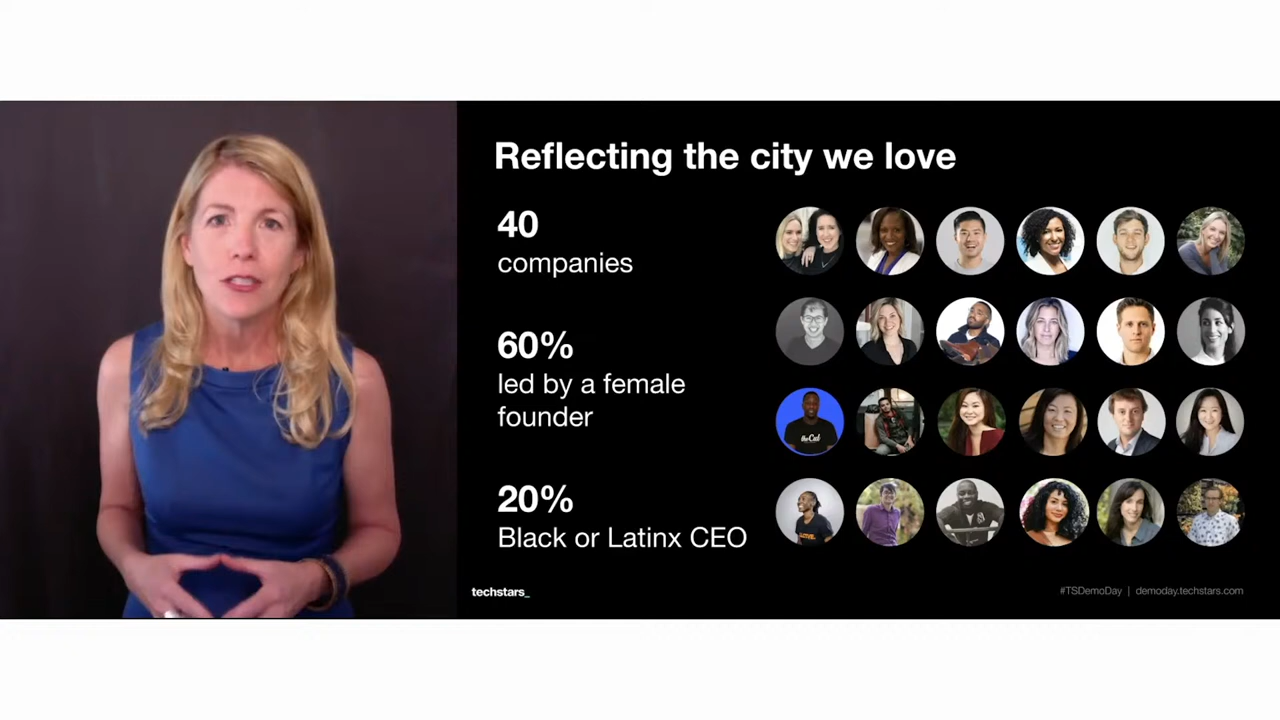 Reflecting the city we love
40
companies
60%
led by a female
founder
20%
Black or Latinx CEO
techstars_
#TSDemoDay | demoday.techstars.com
theCut